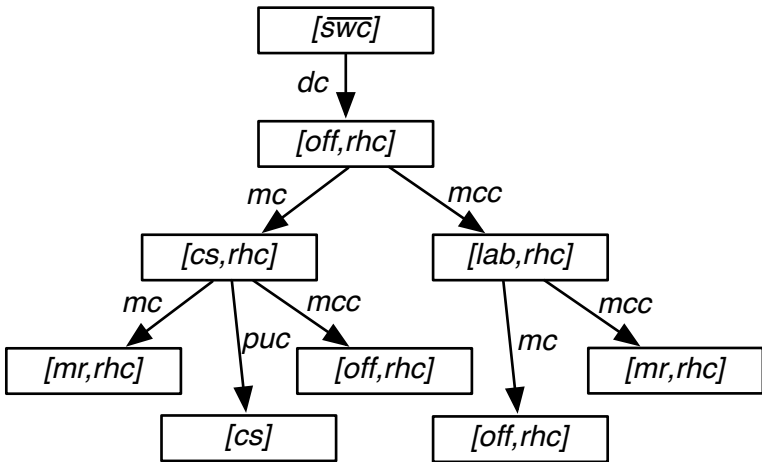 [s̅w̅c̅]
dc
[off,rhc]
mc
mcc
[cs,rhc]
[lab,rhc]
mc
puc
mcc
mc
mcc
[mr,rhc]
[off,rhc]
[mr,rhc]
[cs]
[off,rhc]